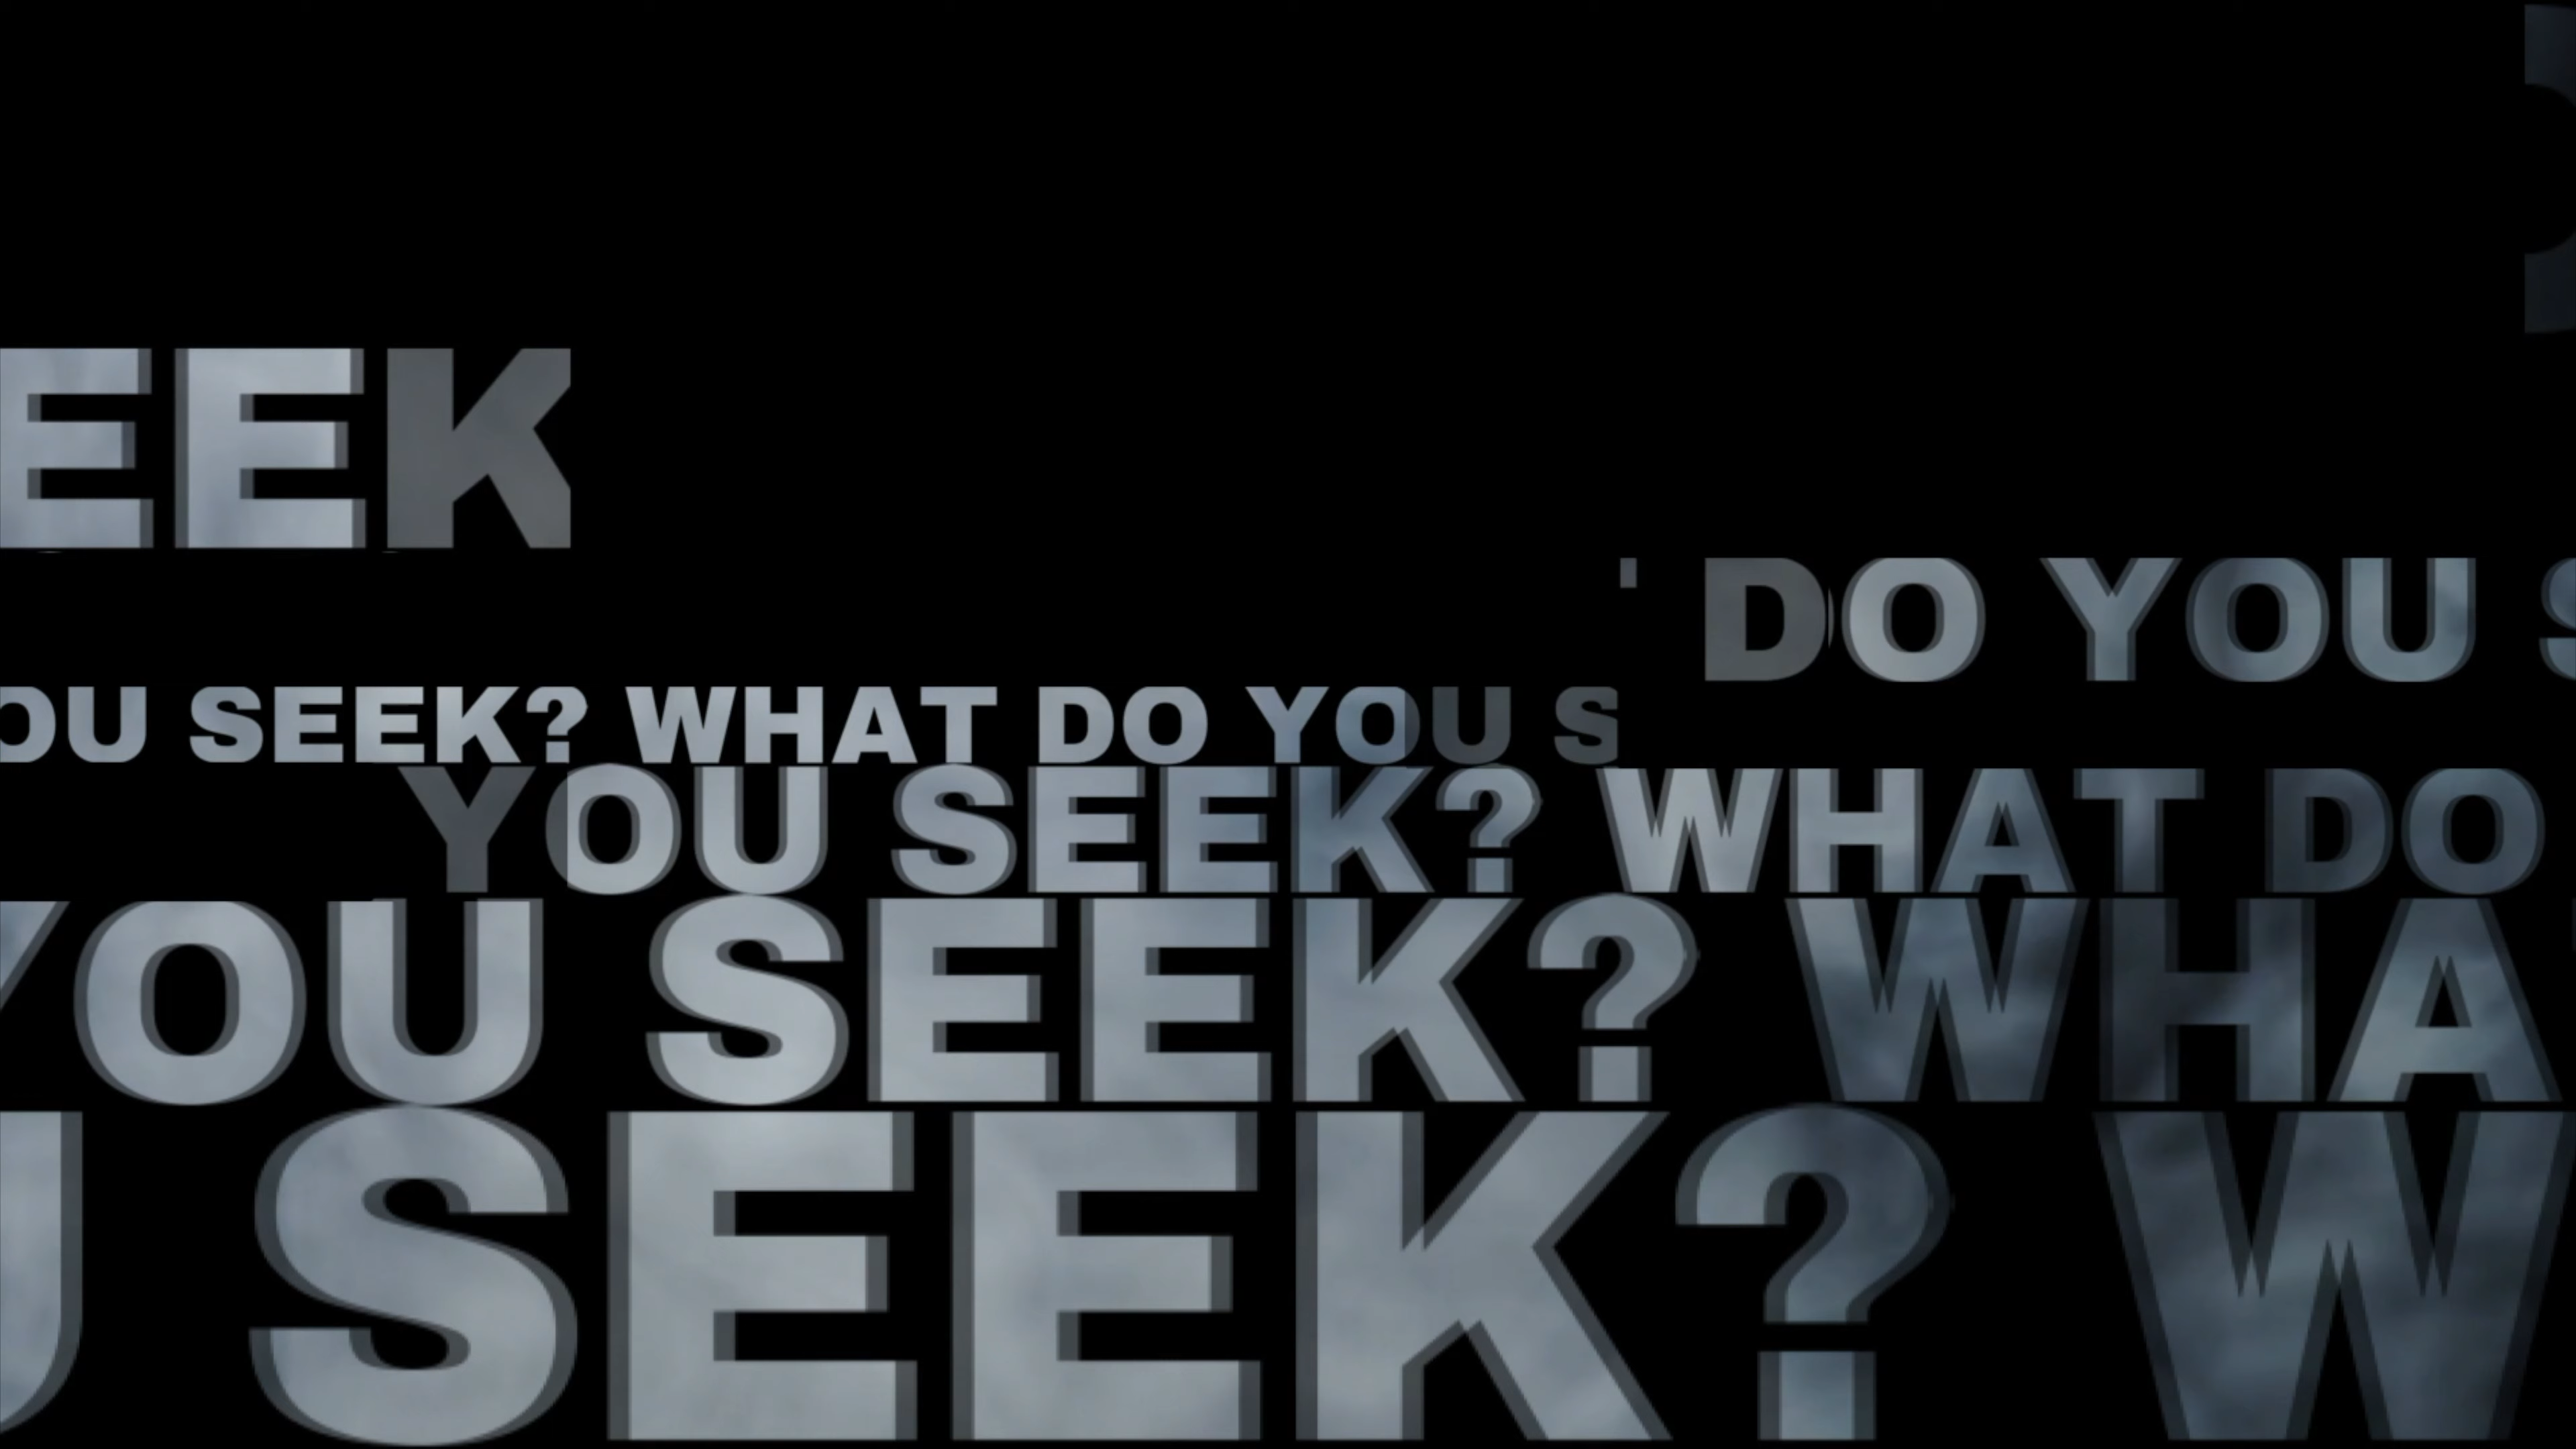 EEK
' DO YOU S
OU SEEK? WHAT DO YOU S
YOU SEEK? WHAT DO
YOU SEEK? WHA
U SEEK? W